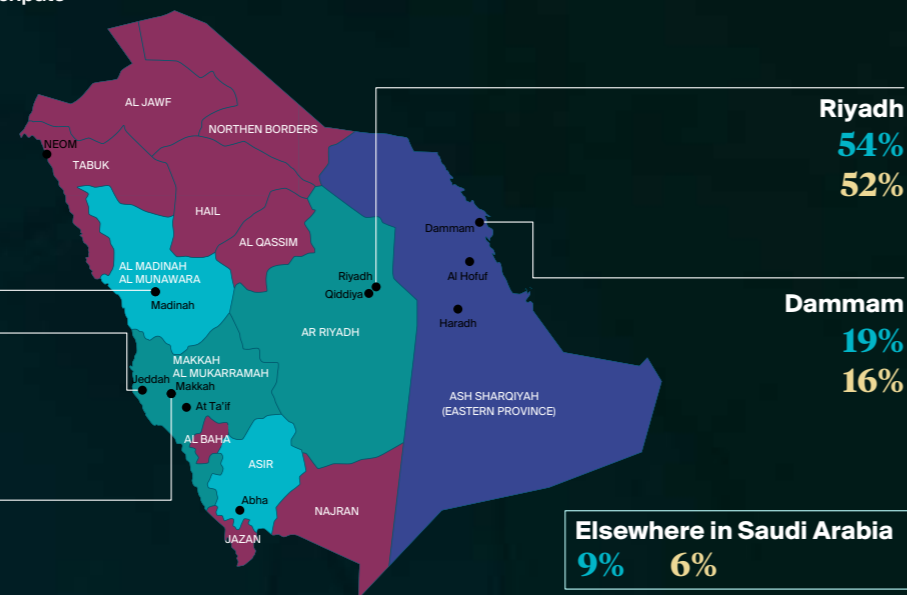 AL JAWF
NORTHEN BORDERS
NEOM
TABUK
HAIL
AL QASSIM
AL MADINAH
AL MUNAWARA
Madinah
Riyadh
Qiddiya
AR RIYADH
Dammam
Al Hofuf
Haradh
MAKKAH
AL MUKARRAMAH
Jeddah
Makkah
At Ta'if
AL BAHA
ASIR
Abha
JAZAN
NAJRAN
ASH SHARQIYAH
(EASTERN PROVINCE)
Riyadh
54%
52%
Dammam
19%
16%
Elsewhere in Saudi Arabia
9% 6%